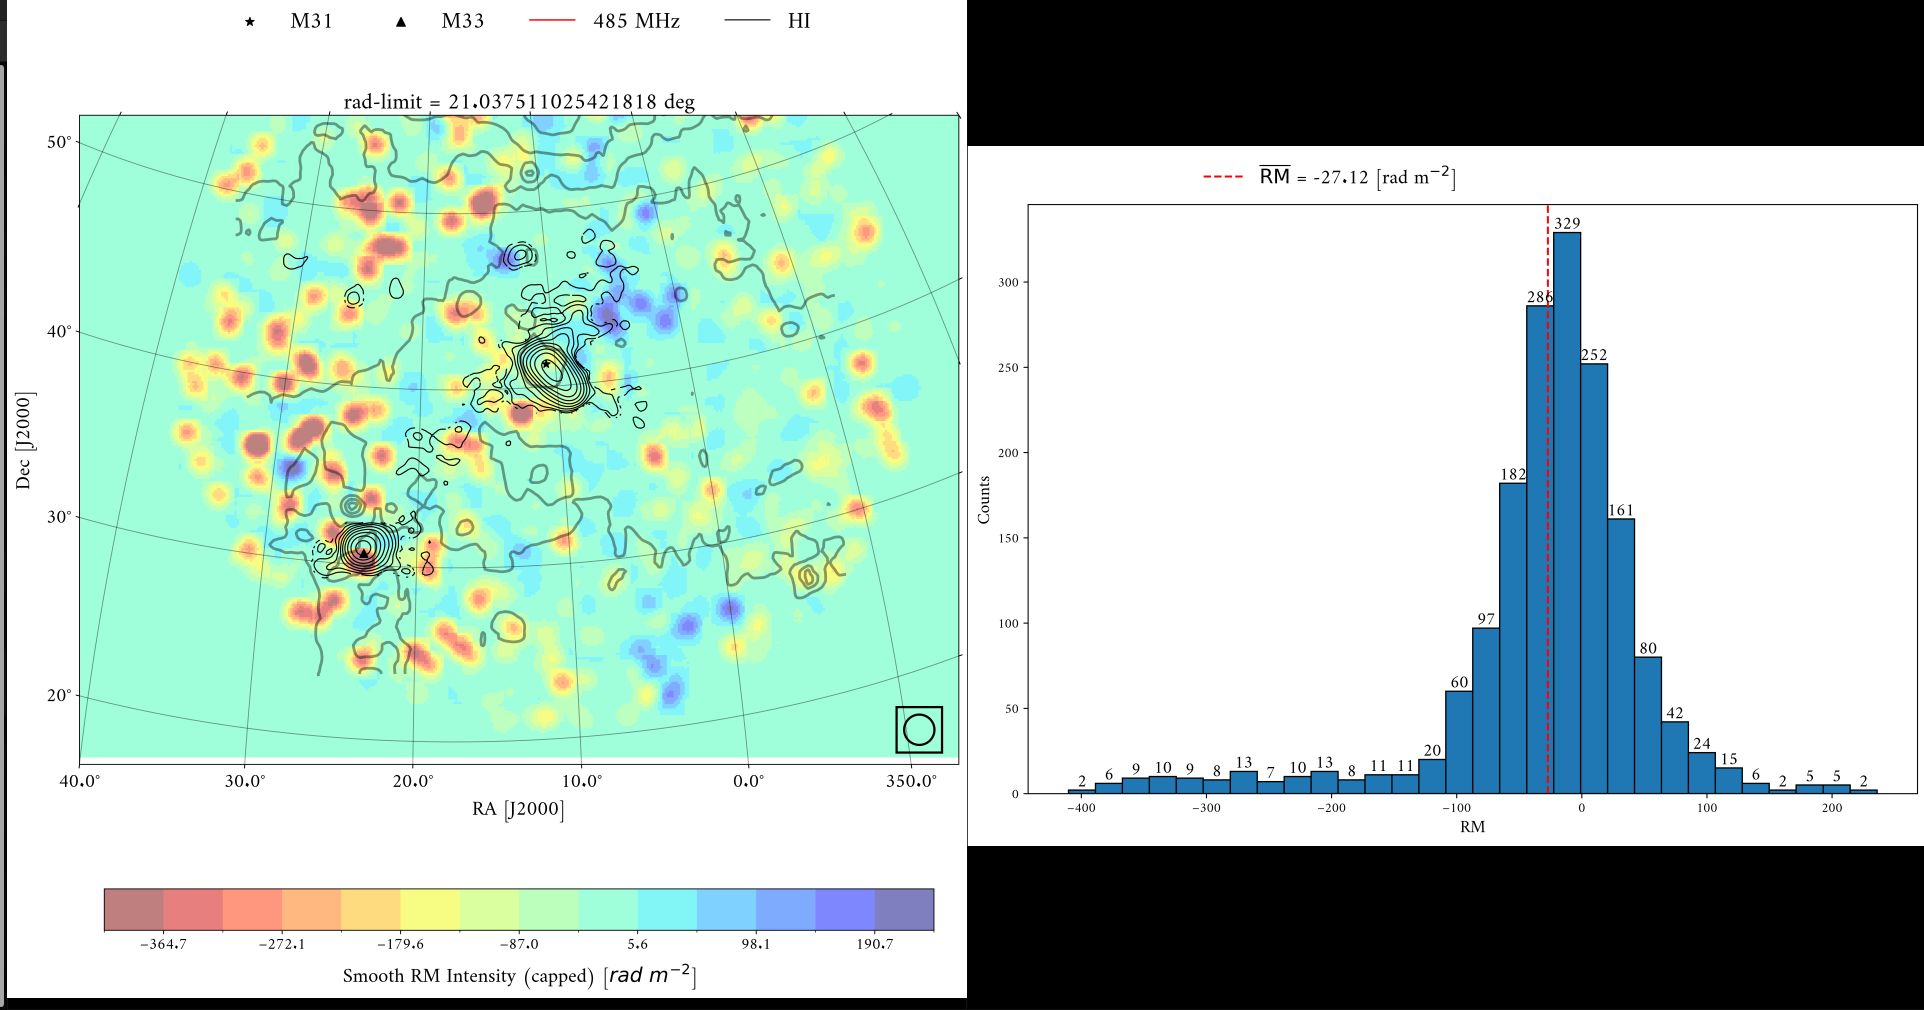 M31 M33 485 MHz HI
rad-limit = 21.037511025421818 deg
50°
40°
30°
20°
Dec [J2000]
40.0° 30.0° 20.0° 10.0° 0.0° 350.0°
RA [J2000]
−364.7 −272.1 −179.6 −87.0 5.6 98.1 190.7
Smooth RM Intensity (capped) [rad m−2]
RM = -27.12 [rad m−2]
300
250
200
150
100
50
0
Counts
2 6 9 10 9 8 13 7 10 13 8 11 11 20 60 97 182 286 329 252 161 80 42 24 15 6 2 5 5 2
−400 −300 −200 −100 0 100 200
RM